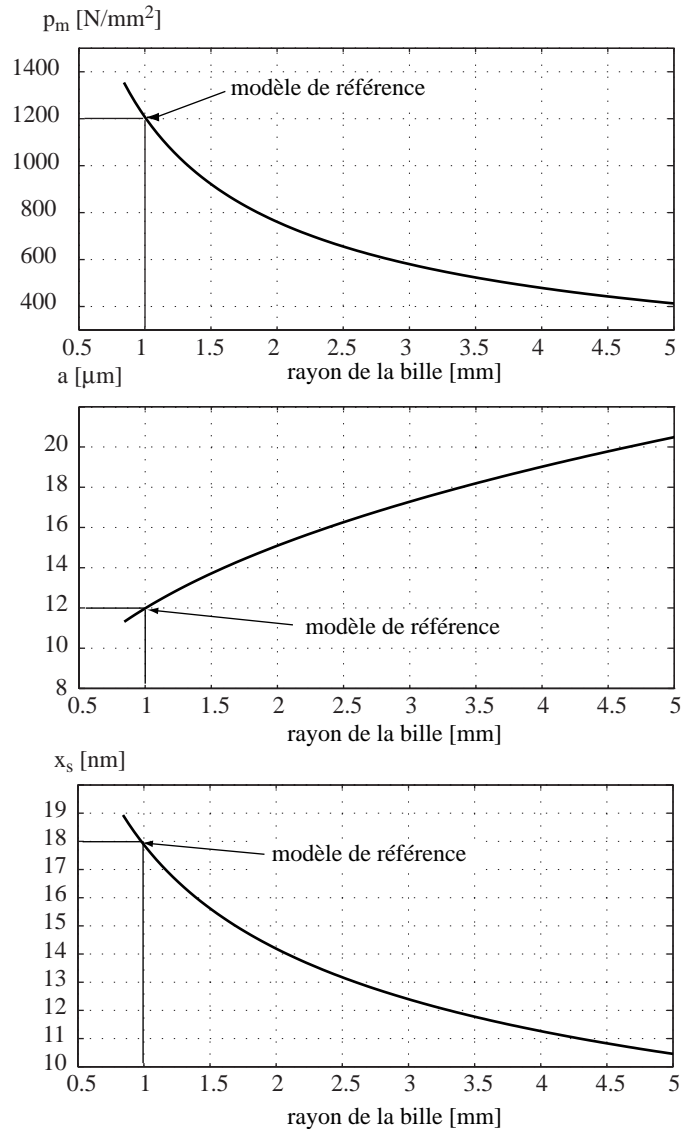 pₘ [N/mm²]
1400
modèle de référence
1200
1000
800
600
400
0.5 1 1.5 2 2.5 3 3.5 4 4.5 5
a [μm]
rayon de la bille [mm]
20
18
16
14
12
modèle de référence
10
8
0.5 1 1.5 2 2.5 3 3.5 4 4.5 5
rayon de la bille [mm]
xₛ [nm]
19
18
modèle de référence
17
16
15
14
13
12
11
10
0.5 1 1.5 2 2.5 3 3.5 4 4.5 5
rayon de la bille [mm]